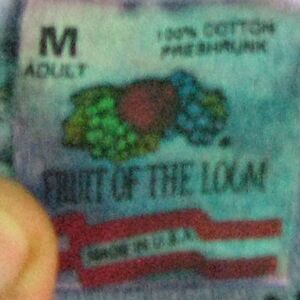 M
ADULT
100% COTTON
PRESHRUNK
FRUIT OF THE LOOM
MADE IN U.S.A.